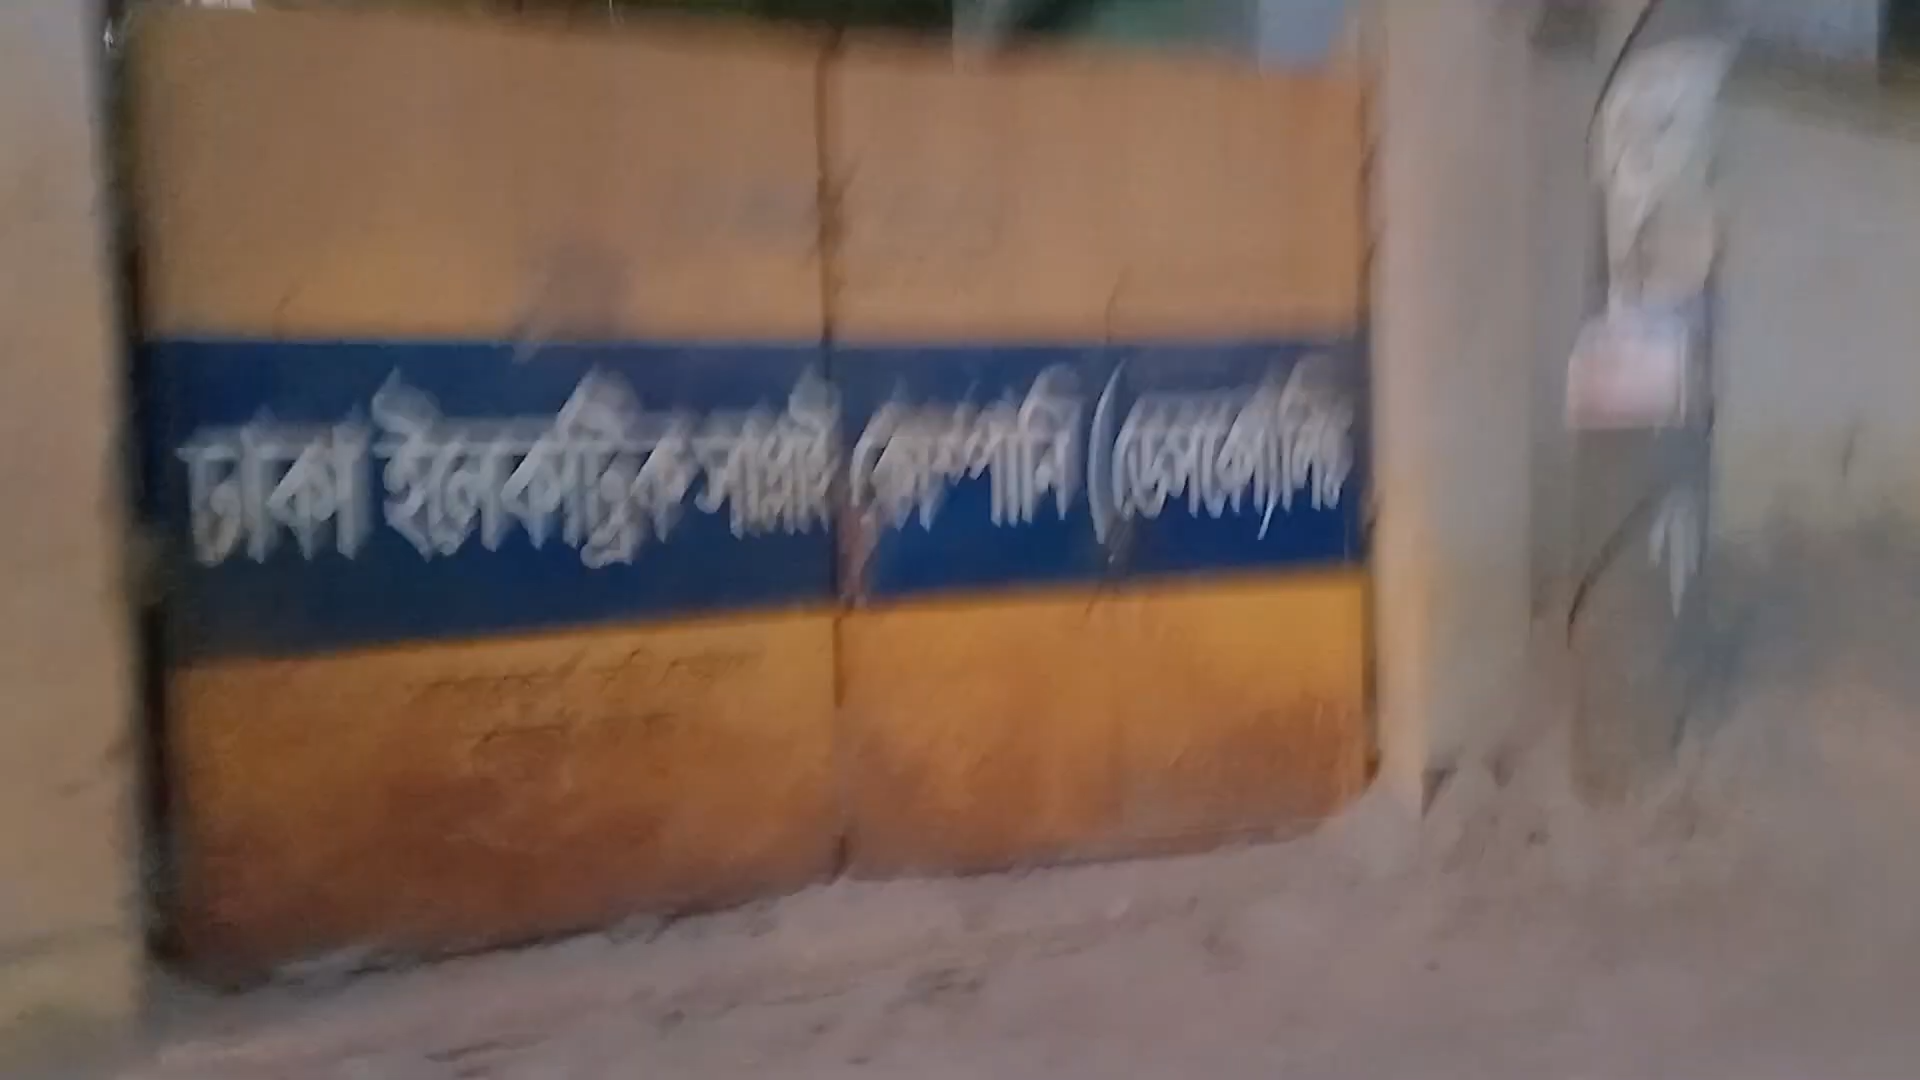 ঢাকা ইলেকট্রিক সাপ্লাই কোম্পানি (ডেসকো) লিঃ